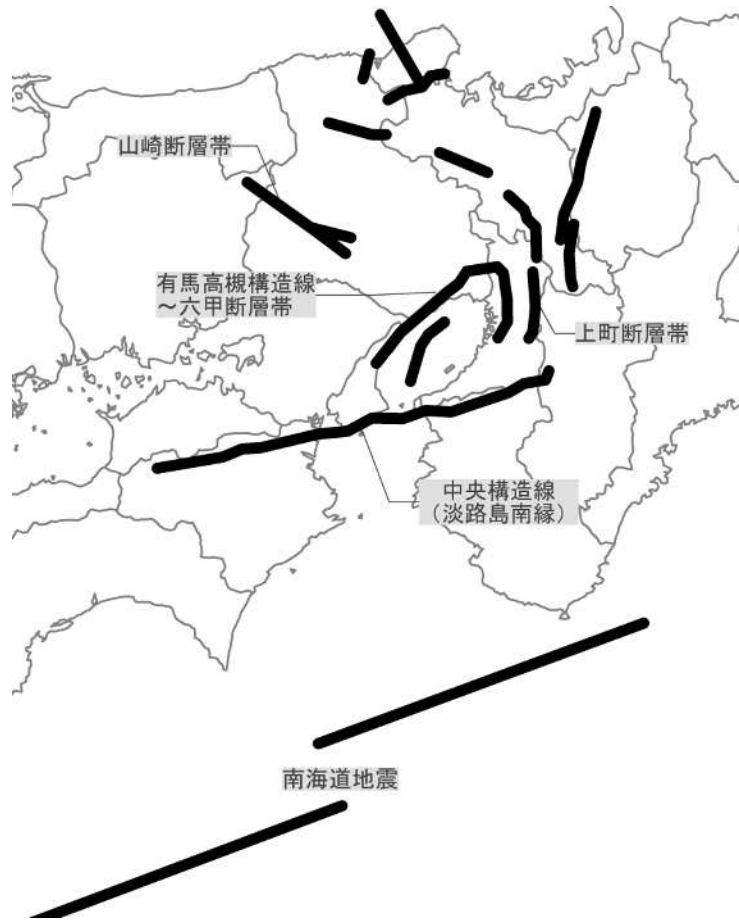 山崎断層帯
有馬高槻構造線
～六甲断層帯
上町断層帯
中央構造線
（淡路島南縁）
南海道地震